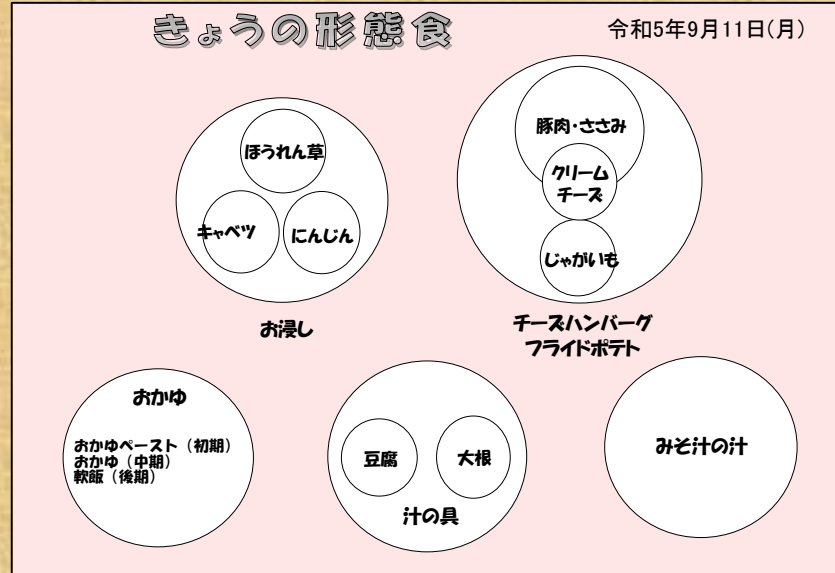 きょうの形態食
令和5年9月11日(月)
ほうれん草
キャベツ
にんじん
お浸し
豚肉・ささみ
クリーム
チーズ
じゃがいも
チーズハンバーグ
フライドポテト
おかゆ
おかゆペースト（初期）
おかゆ（中期）
軟飯（後期）
豆腐
大根
汁の具
みそ汁の汁